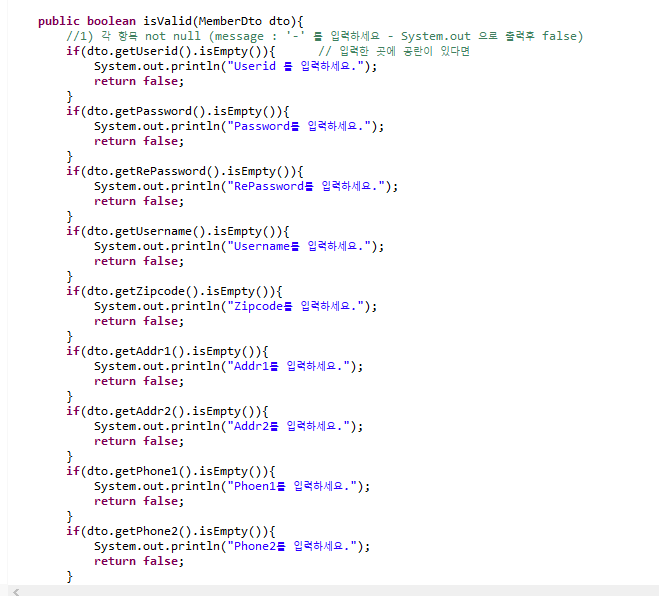 public boolean isValid(MemberDto dto){
//1) 각 항목 not null (message : '-' 를 입력하세요 - System.out 으로 출력후 false)
if(dto.getUserid().isEmpty()){ // 입력한 곳에 공란이 있다면
System.out.println("Userid 를 입력하세요.");
return false;
}
if(dto.getPassword().isEmpty()){
System.out.println("Password를 입력하세요.");
return false;
}
if(dto.getRePassword().isEmpty()){
System.out.println("RePassword를 입력하세요.");
return false;
}
if(dto.getUsername().isEmpty()){
System.out.println("Username를 입력하세요.");
return false;
}
if(dto.getZipcode().isEmpty()){
System.out.println("Zipcode를 입력하세요.");
return false;
}
if(dto.getAddr1().isEmpty()){
System.out.println("Addr1를 입력하세요.");
return false;
}
if(dto.getAddr2().isEmpty()){
System.out.println("Addr2를 입력하세요.");
return false;
}
if(dto.getPhone1().isEmpty()){
System.out.println("Phoen1를 입력하세요.");
return false;
}
if(dto.getPhone2().isEmpty()){
System.out.println("Phone2를 입력하세요.");
return false;
}